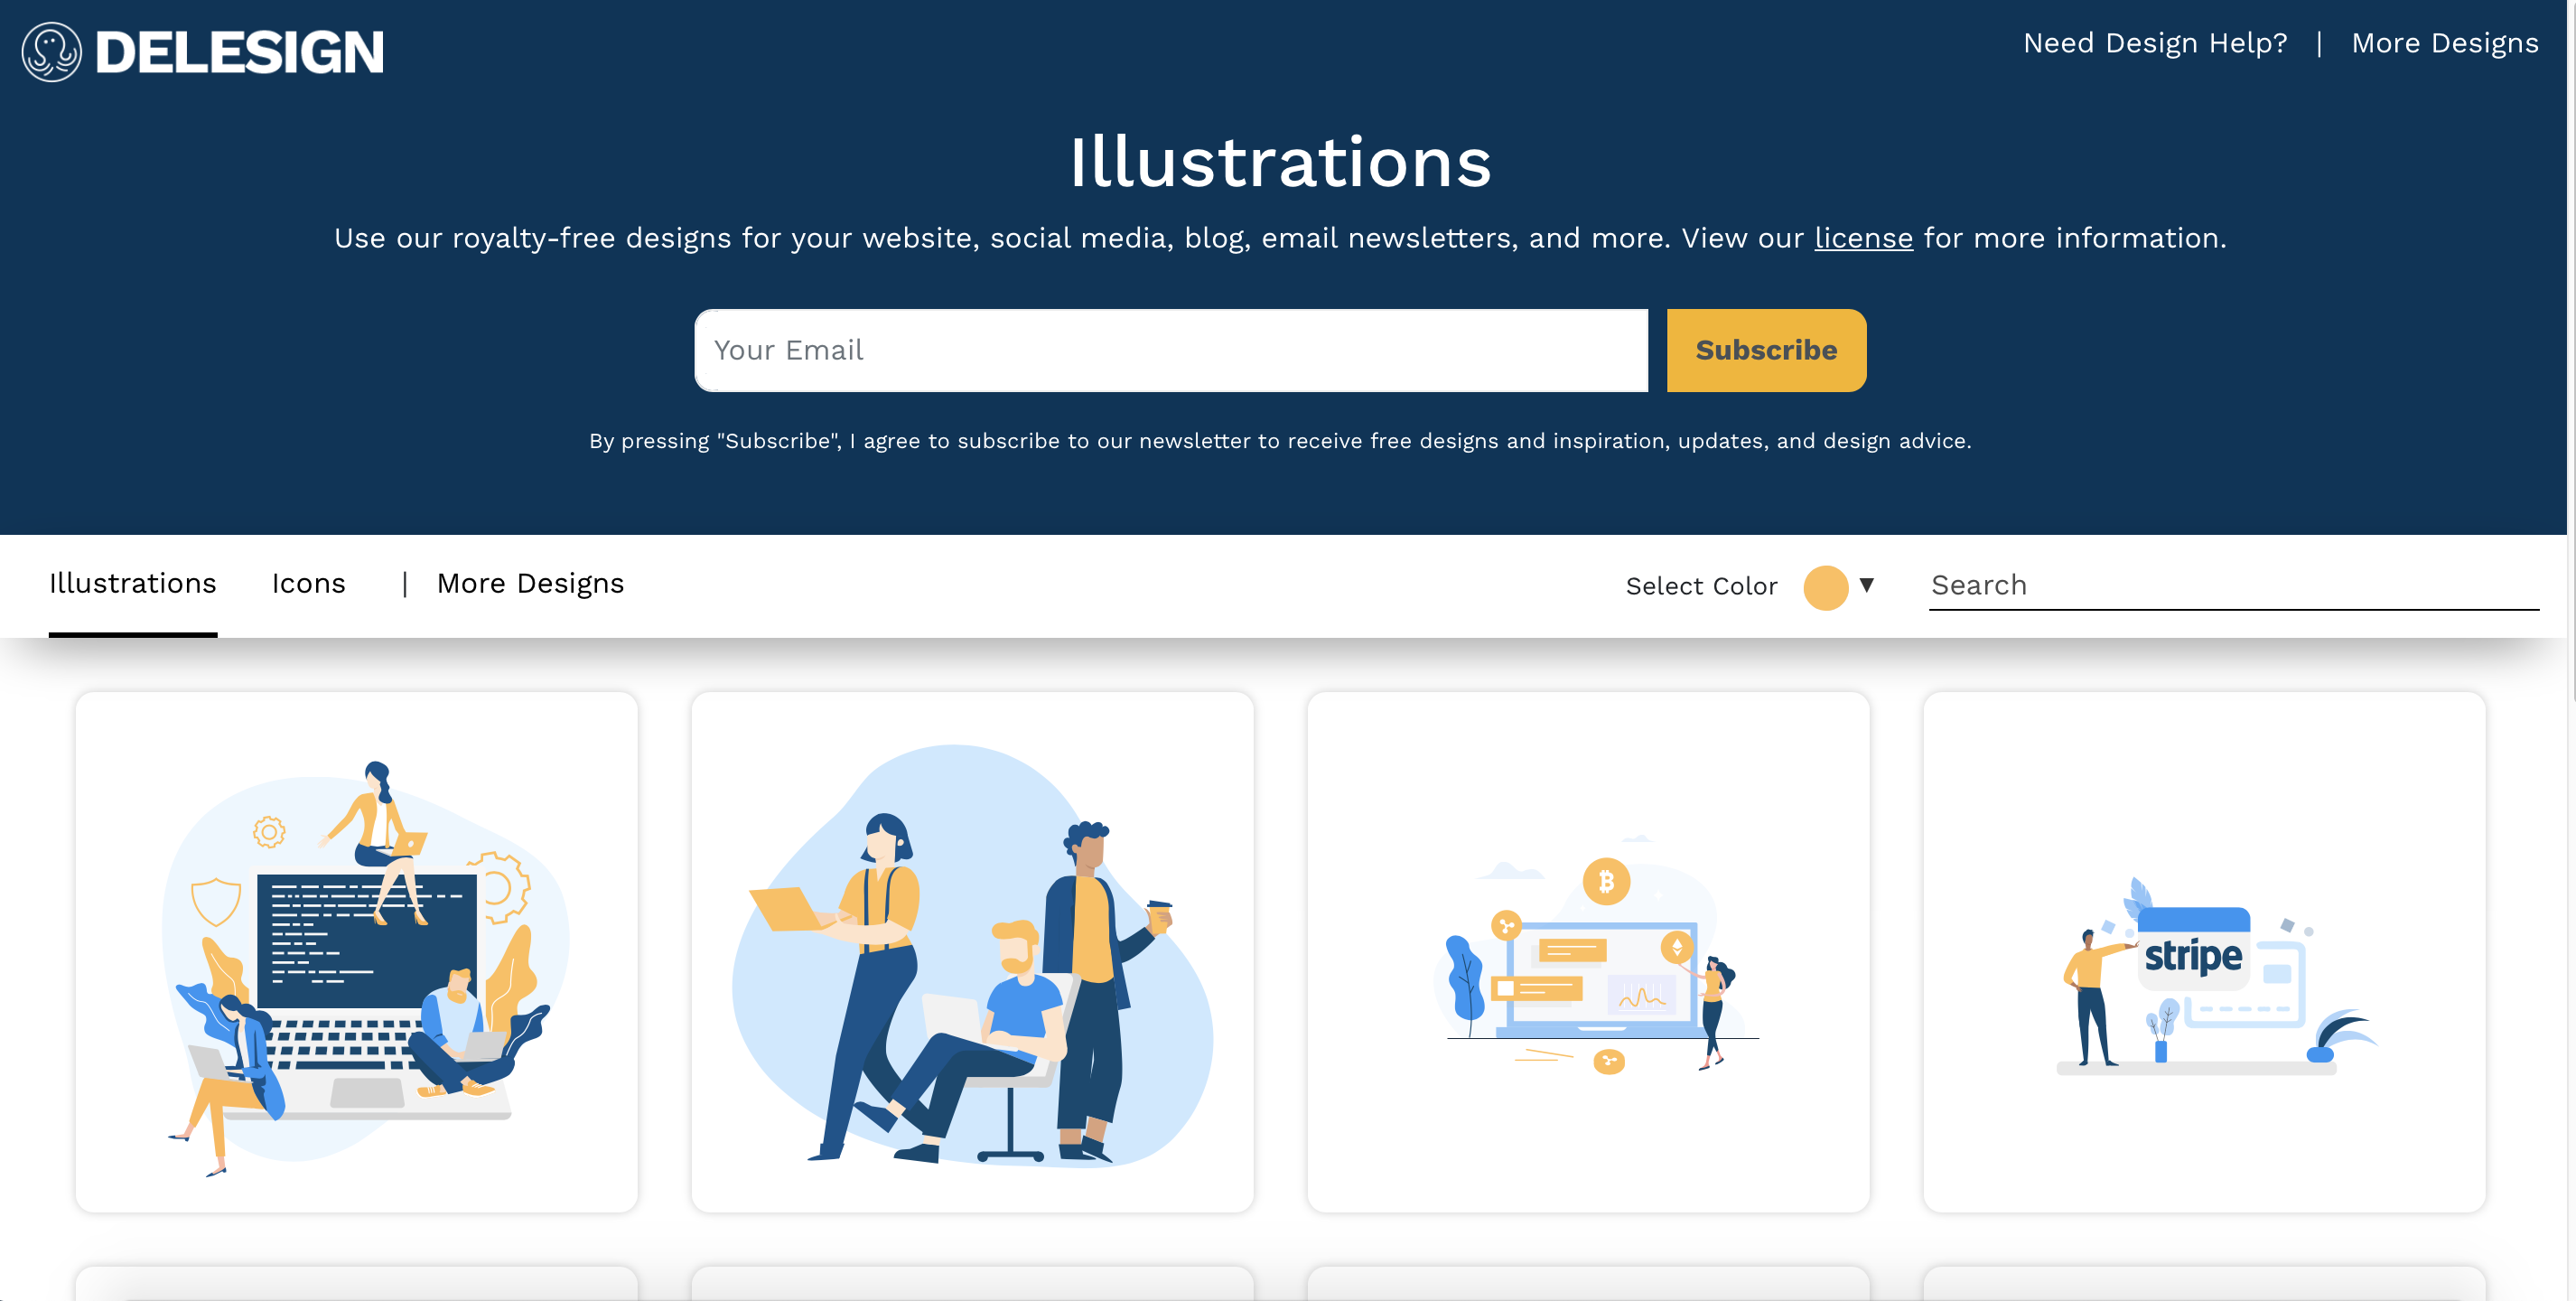 DELESIGN
Need Design Help? | More Designs
Illustrations
Use our royalty-free designs for your website, social media, blog, email newsletters, and more. View our license for more information.
Your Email
Subscribe
By pressing "Subscribe", I agree to subscribe to our newsletter to receive free designs and inspiration, updates, and design advice.
Illustrations Icons | More Designs
Select Color ▼ Search
stripe